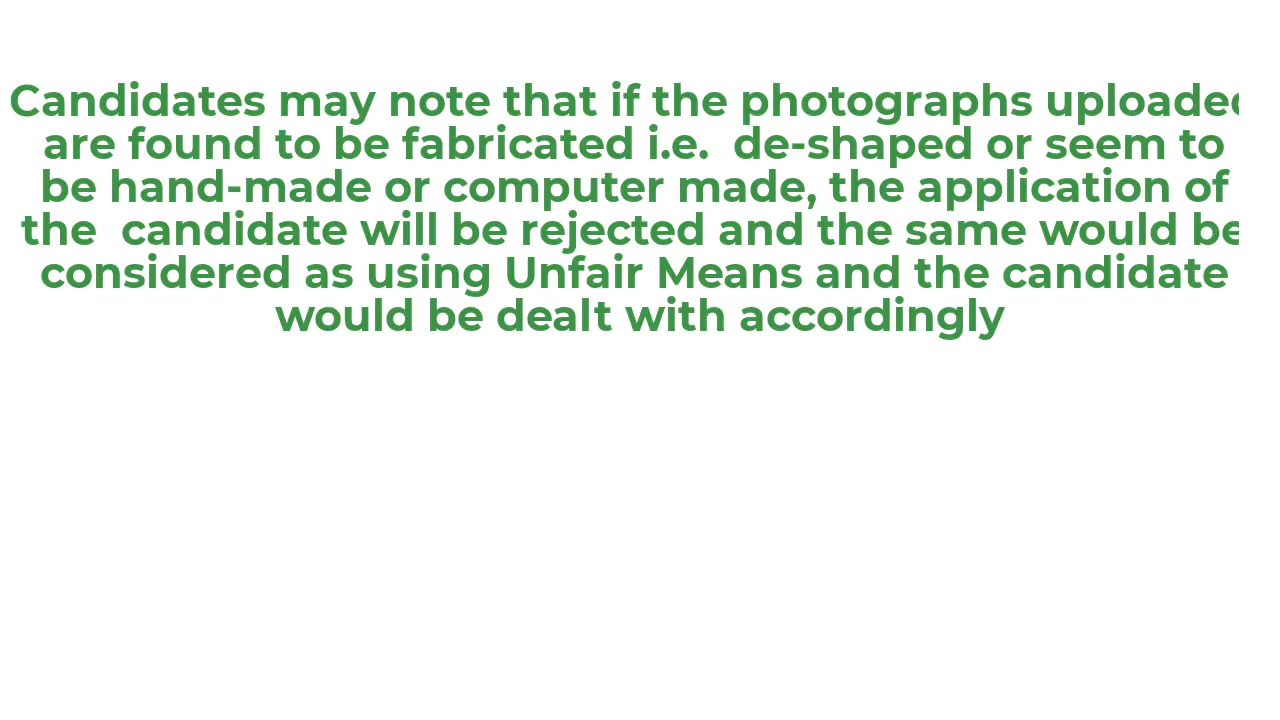 Candidates may note that if the photographs uploaded
are found to be fabricated i.e.  de-shaped or seem to
be hand-made or computer made, the application of
the  candidate will be rejected and the same would be
considered as using Unfair Means and the candidate
would be dealt with accordingly